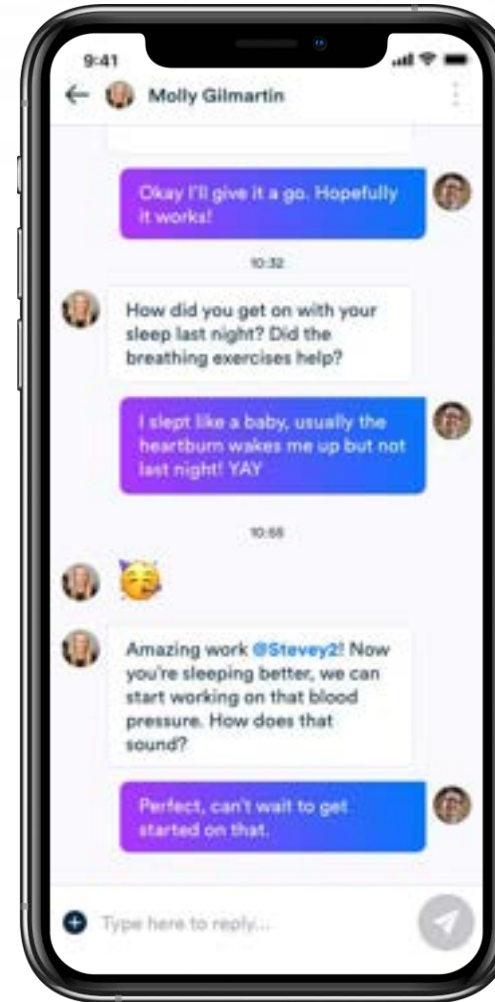 9:41
Molly Gilmartin
Okay I'll give it a go. Hopefully
it works!
10:32
How did you get on with your
sleep last night? Did the
breathing exercises help?
I slept like a baby, usually the
heartburn wakes me up but not
last night! YAY
Amazing work @Stevey2! Now
you're sleeping better, we can
start working on that blood
pressure. How does that
sound?
Perfect, can't wait to get
started on that.
Type here to reply...